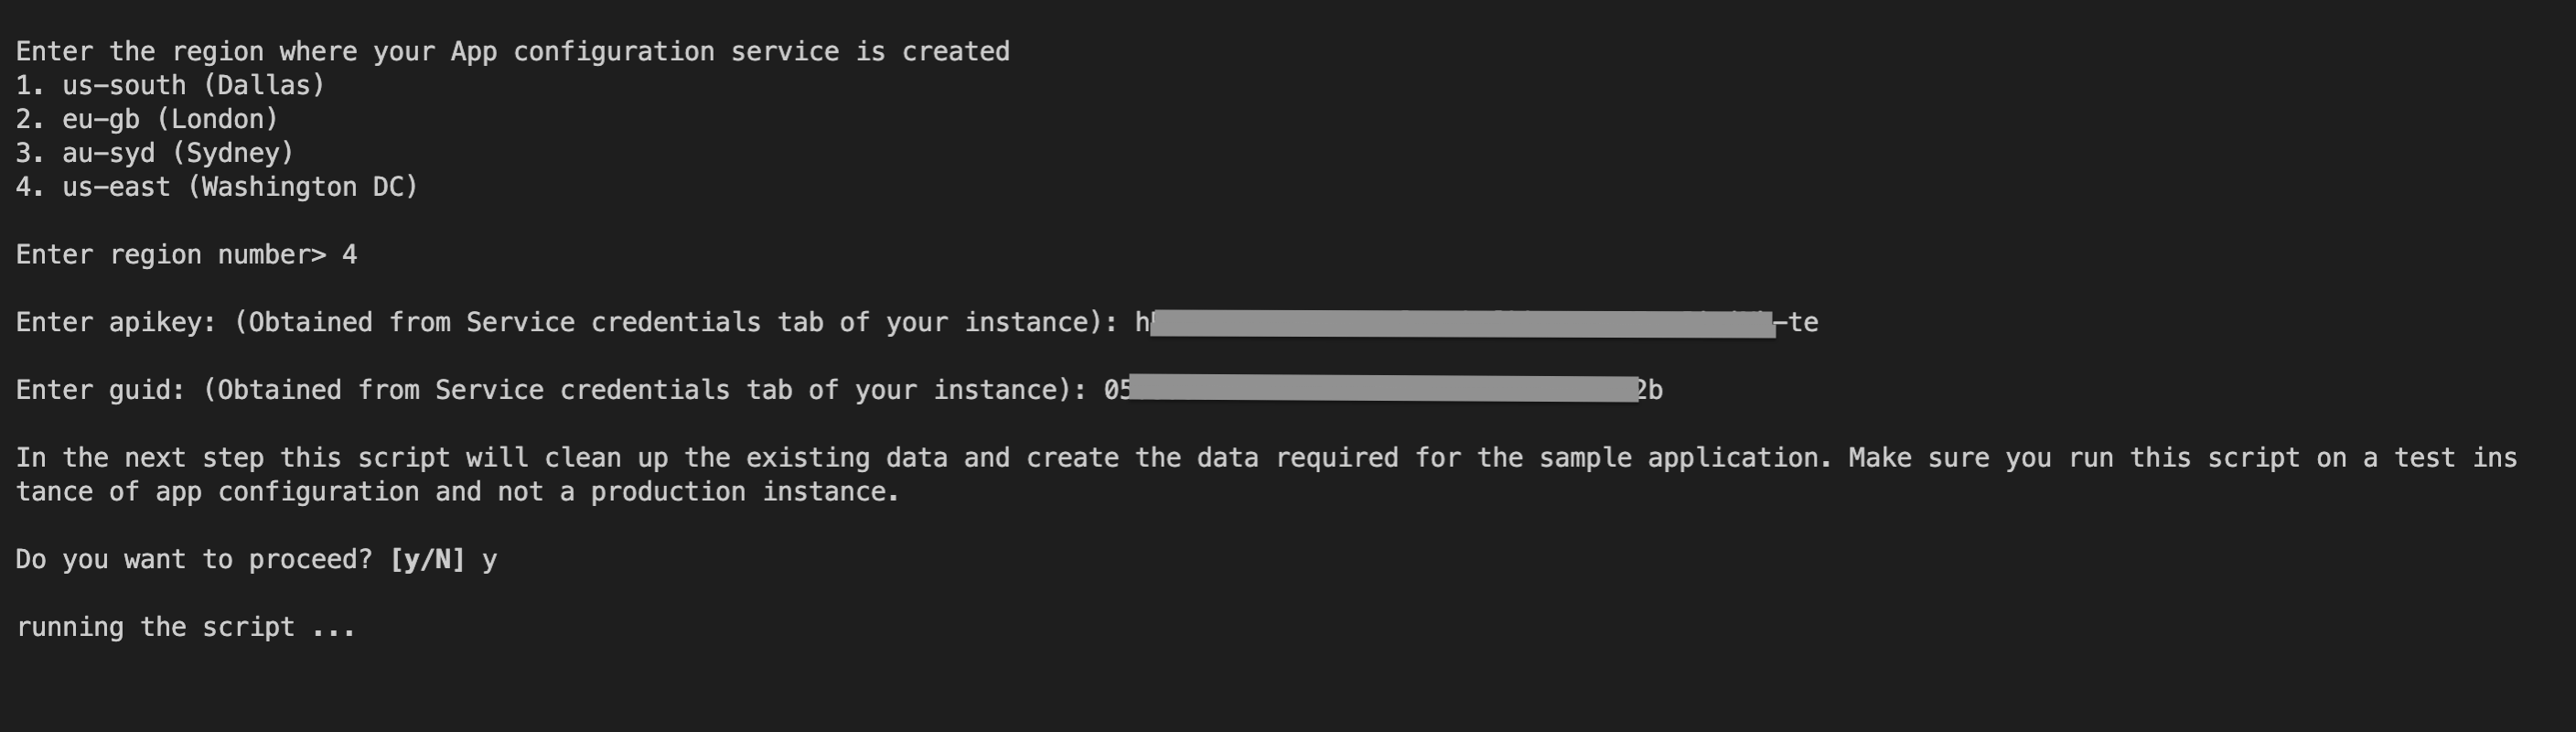 Enter the region where your App configuration service is created
1. us-south (Dallas)
2. eu-gb (London)
3. au-syd (Sydney)
4. us-east (Washington DC)
Enter region number> 4
Enter apikey: (Obtained from Service credentials tab of your instance): h -te
Enter guid: (Obtained from Service credentials tab of your instance): 05 2b
In the next step this script will clean up the existing data and create the data required for the sample application. Make sure you run this script on a test ins
tance of app configuration and not a production instance.
Do you want to proceed? [y/N] y
running the script ...